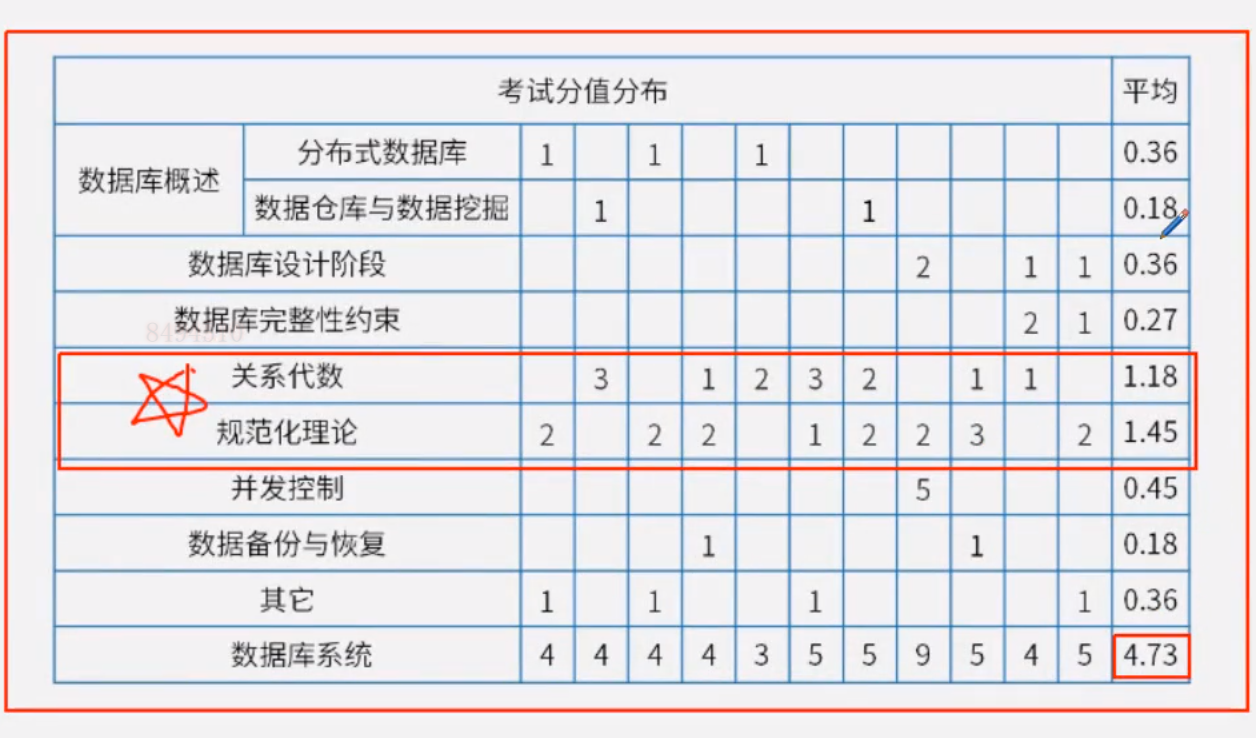 考试分值分布 平均
数据库概述 分布式数据库 1 1 1 0.36
数据仓库与数据挖掘 1 1 0.18
数据库设计阶段 2 1 1 0.36
数据库完整性约束 2 1 0.27
关系代数 3 1 2 3 2 1 1 1.18
规范化理论 2 2 2 1 2 2 3 2 1.45
并发控制 5 0.45
数据备份与恢复 1 1 0.18
其它 1 1 1 1 0.36
数据库系统 4 4 4 4 3 5 5 9 5 4 5 4.73